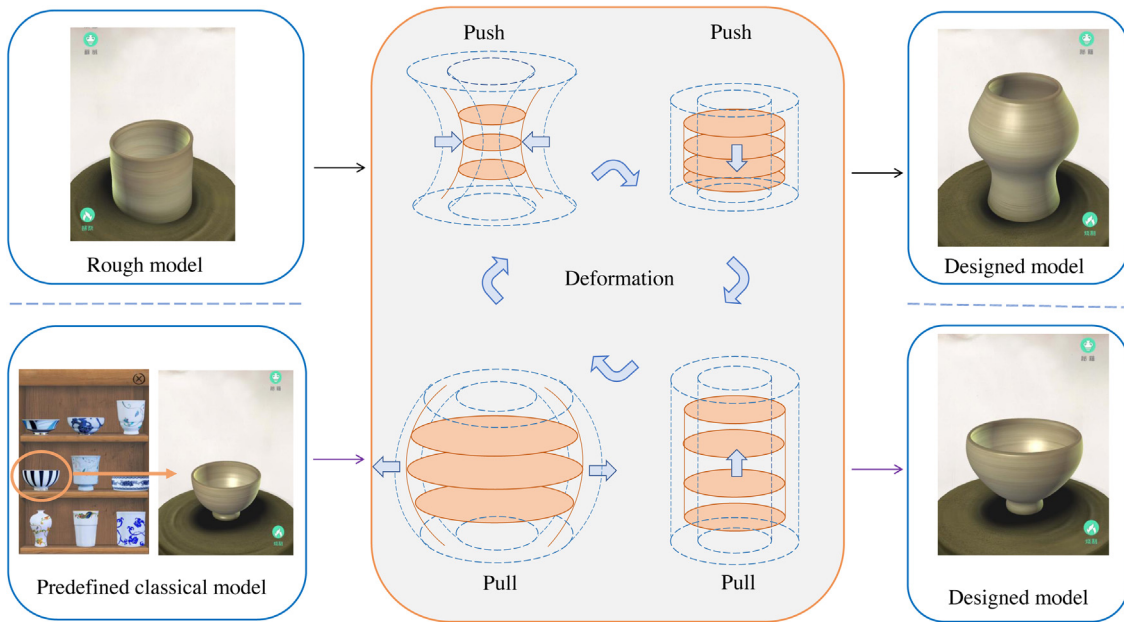 Push
Push
Rough model
Deformation
Designed model
Predefined classical model
Pull
Pull
Designed model